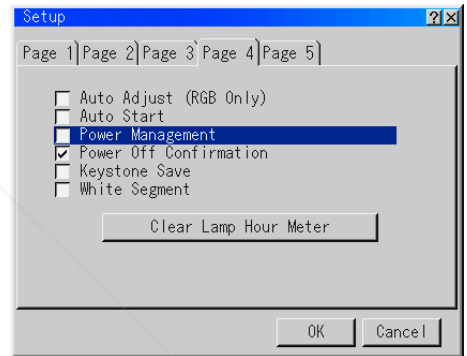 Setup
Page 1 Page 2 Page 3 Page 4 Page 5
Auto Adjust (RGB Only)
Auto Start
Power Management
Power Off Confirmation
Keystone Save
White Segment
Clear Lamp Hour Meter
OK Cancel